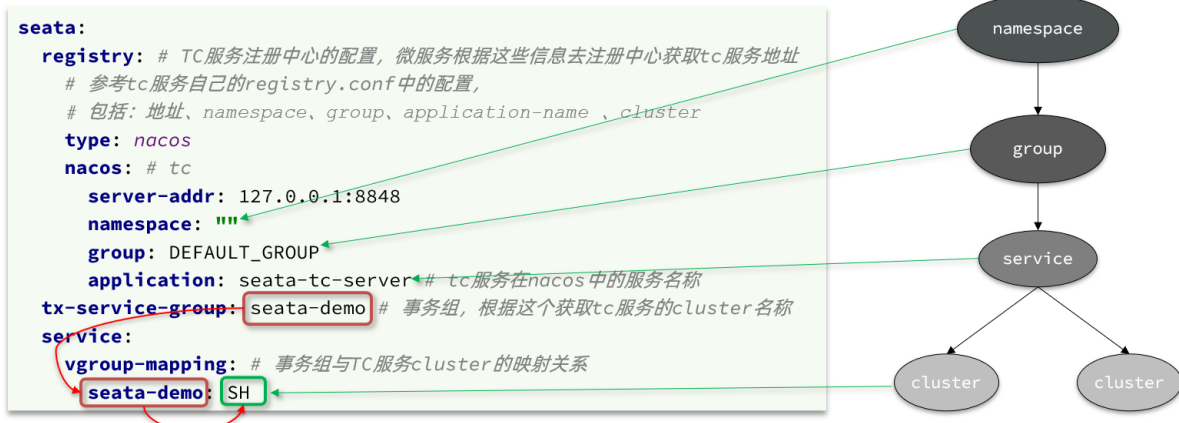 seata:
registry: # TC服务注册中心的配置，微服务根据这些信息去注册中心获取tc服务地址
# 参考tc服务自己的registry.conf中的配置，
# 包括：地址、namespace、group、application-name 、cluster
type: nacos
nacos: # tc
server-addr: 127.0.0.1:8848
namespace: ""
group: DEFAULT_GROUP
application: seata-tc-server # tc服务在nacos中的服务名称
tx-service-group: seata-demo # 事务组，根据这个获取tc服务的cluster名称
service:
vgroup-mapping: # 事务组与TC服务cluster的映射关系
seata-demo: SH
namespace
group
service
cluster
cluster